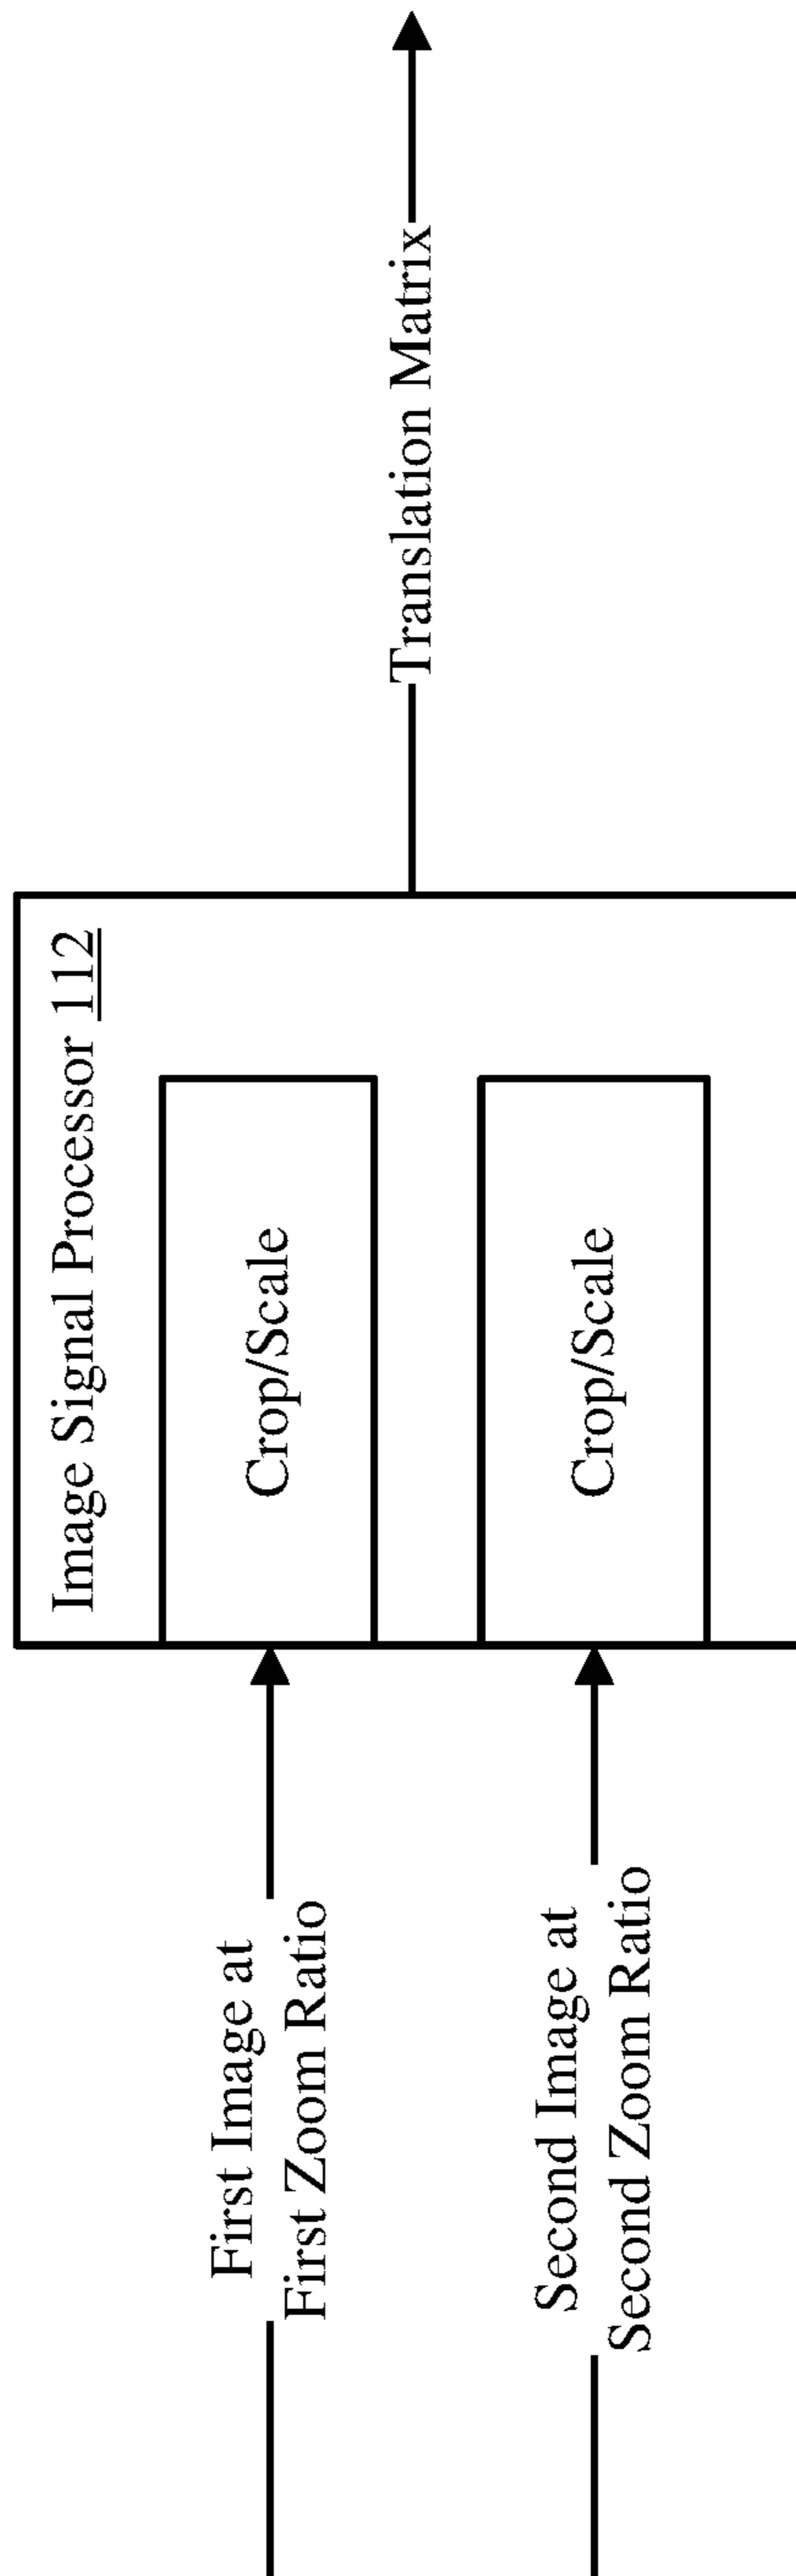 Image Signal Processor 112
First Image at
First Zoom Ratio
Crop/Scale
Translation Matrix
Second Image at
Second Zoom Ratio
Crop/Scale